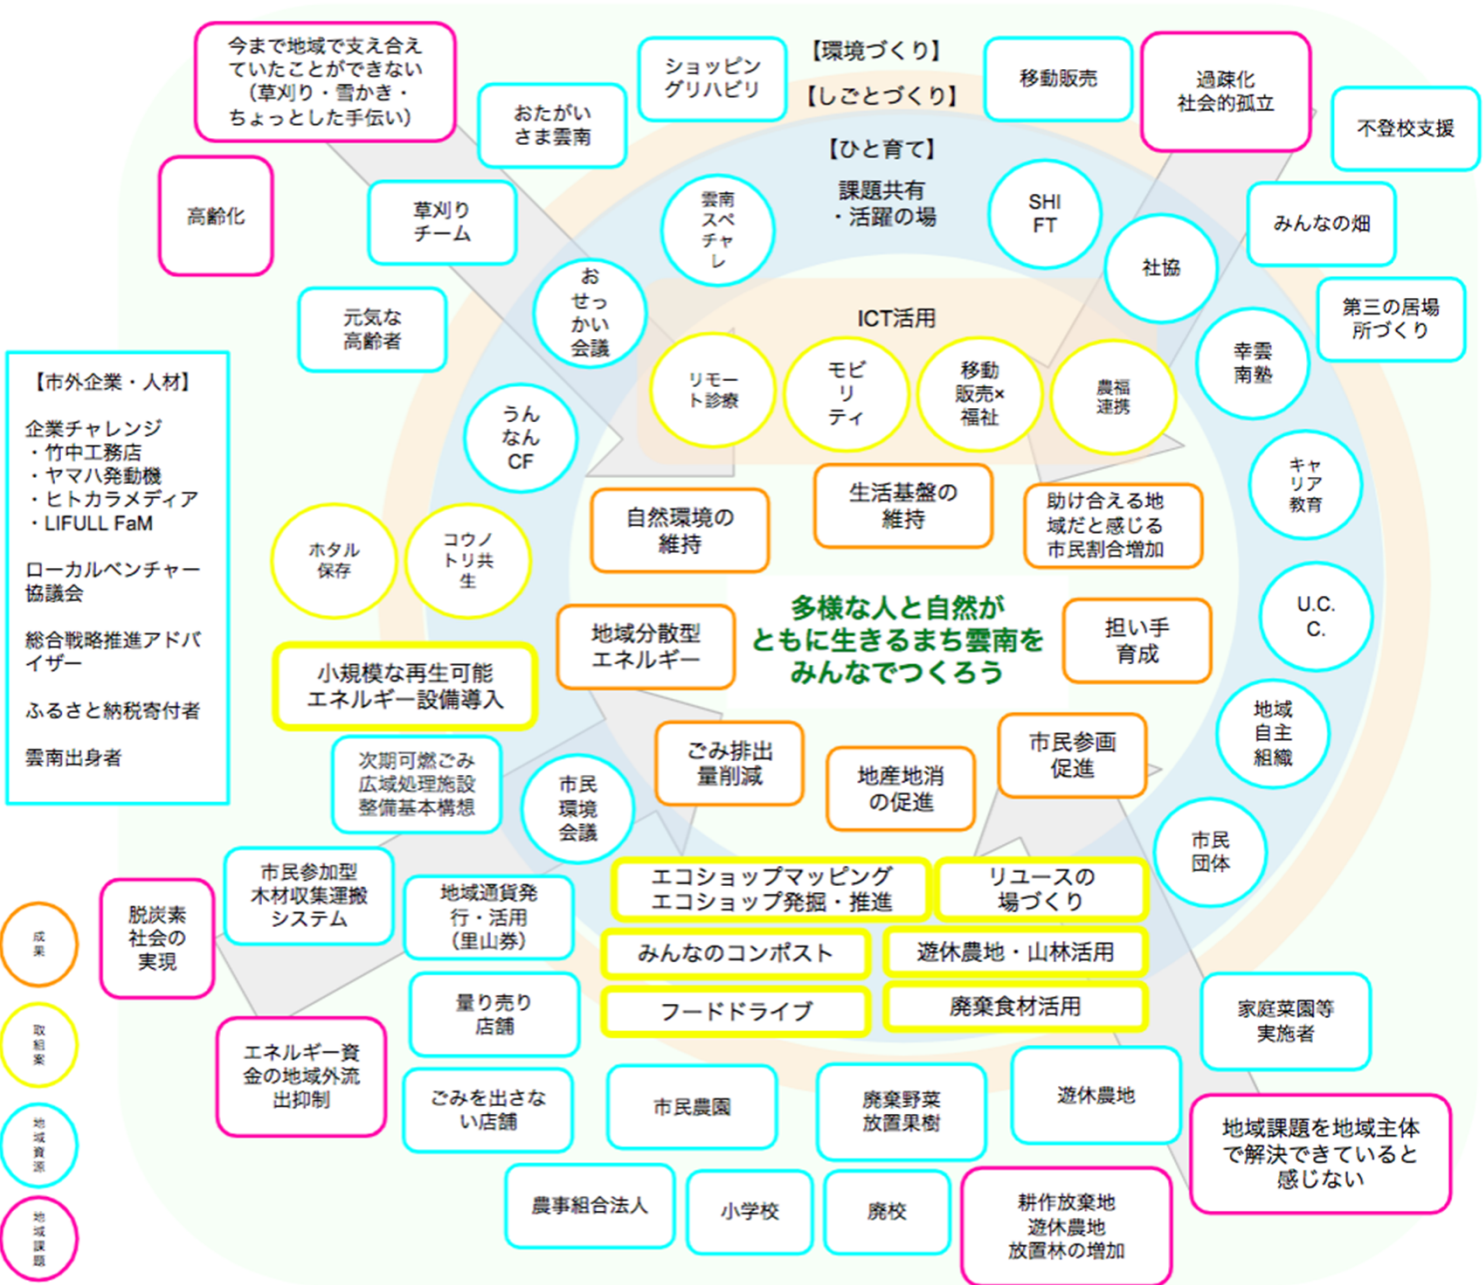 今まで地域で支え合え
ていたことができない
（草刈り・雪かき・
ちょっとした手伝い）
おたがい
さま雲南
ショッピン
グリハビリ
【環境づくり】
【しごとづくり】
【ひと育て】
課題共有
・活躍の場
移動販売
過疎化
社会的孤立
不登校支援
高齢化
草刈り
チーム
雲南
スペ
チャ
レ
SHI
FT
社協
みんなの畑
元気な
高齢者
お
せっ
かい
会議
ICT活用
幸雲
南塾
第三の居場
所づくり
【市外企業・人材】
企業チャレンジ
・竹中工務店
・ヤマハ発動機
・ヒトカラメディア
・LIFULL FaM
ローカルベンチャー
協議会
総合戦略推進アドバ
イザー
ふるさと納税寄付者
雲南出身者
うん
なん
CF
リモー
ト診療
モビ
リ
ティ
移動
販売×
福祉
農福
連携
キャ
リア
教育
ホタル
保存
コウノ
トリ共
生
自然環境の
維持
生活基盤の
維持
助け合える地
域だと感じる
市民割合増加
地域分散型
エネルギー
多様な人と自然が
ともに生きるまち雲南を
みんなでつくろう
担い手
育成
U.C.
C.
小規模な再生可能
エネルギー設備導入
次期可燃ごみ
広域処理施設
整備基本構想
市民
環境
会議
ごみ排出
量削減
地産地消
の促進
市民参画
促進
地域
自主
組織
市民
団体
脱炭素
社会の
実現
市民参加型
木材収集運搬
システム
地域通貨発
行・活用
（里山券）
エコショップマッピング
エコショップ発掘・推進
リユースの
場づくり
みんなのコンポスト
遊休農地・山林活用
フードドライブ
廃棄食材活用
エネルギー資
金の地域外流
出抑制
量り売り
店舗
ごみを出さな
い店舗
市民農園
廃棄野菜
放置果樹
遊休農地
家庭菜園等
実施者
農事組合法人
小学校
廃校
耕作放棄地
遊休農地
放置林の増加
地域課題を地域主体
で解決できていると
感じない
成
果
取
組
案
地
域
資
源
地
域
課
題